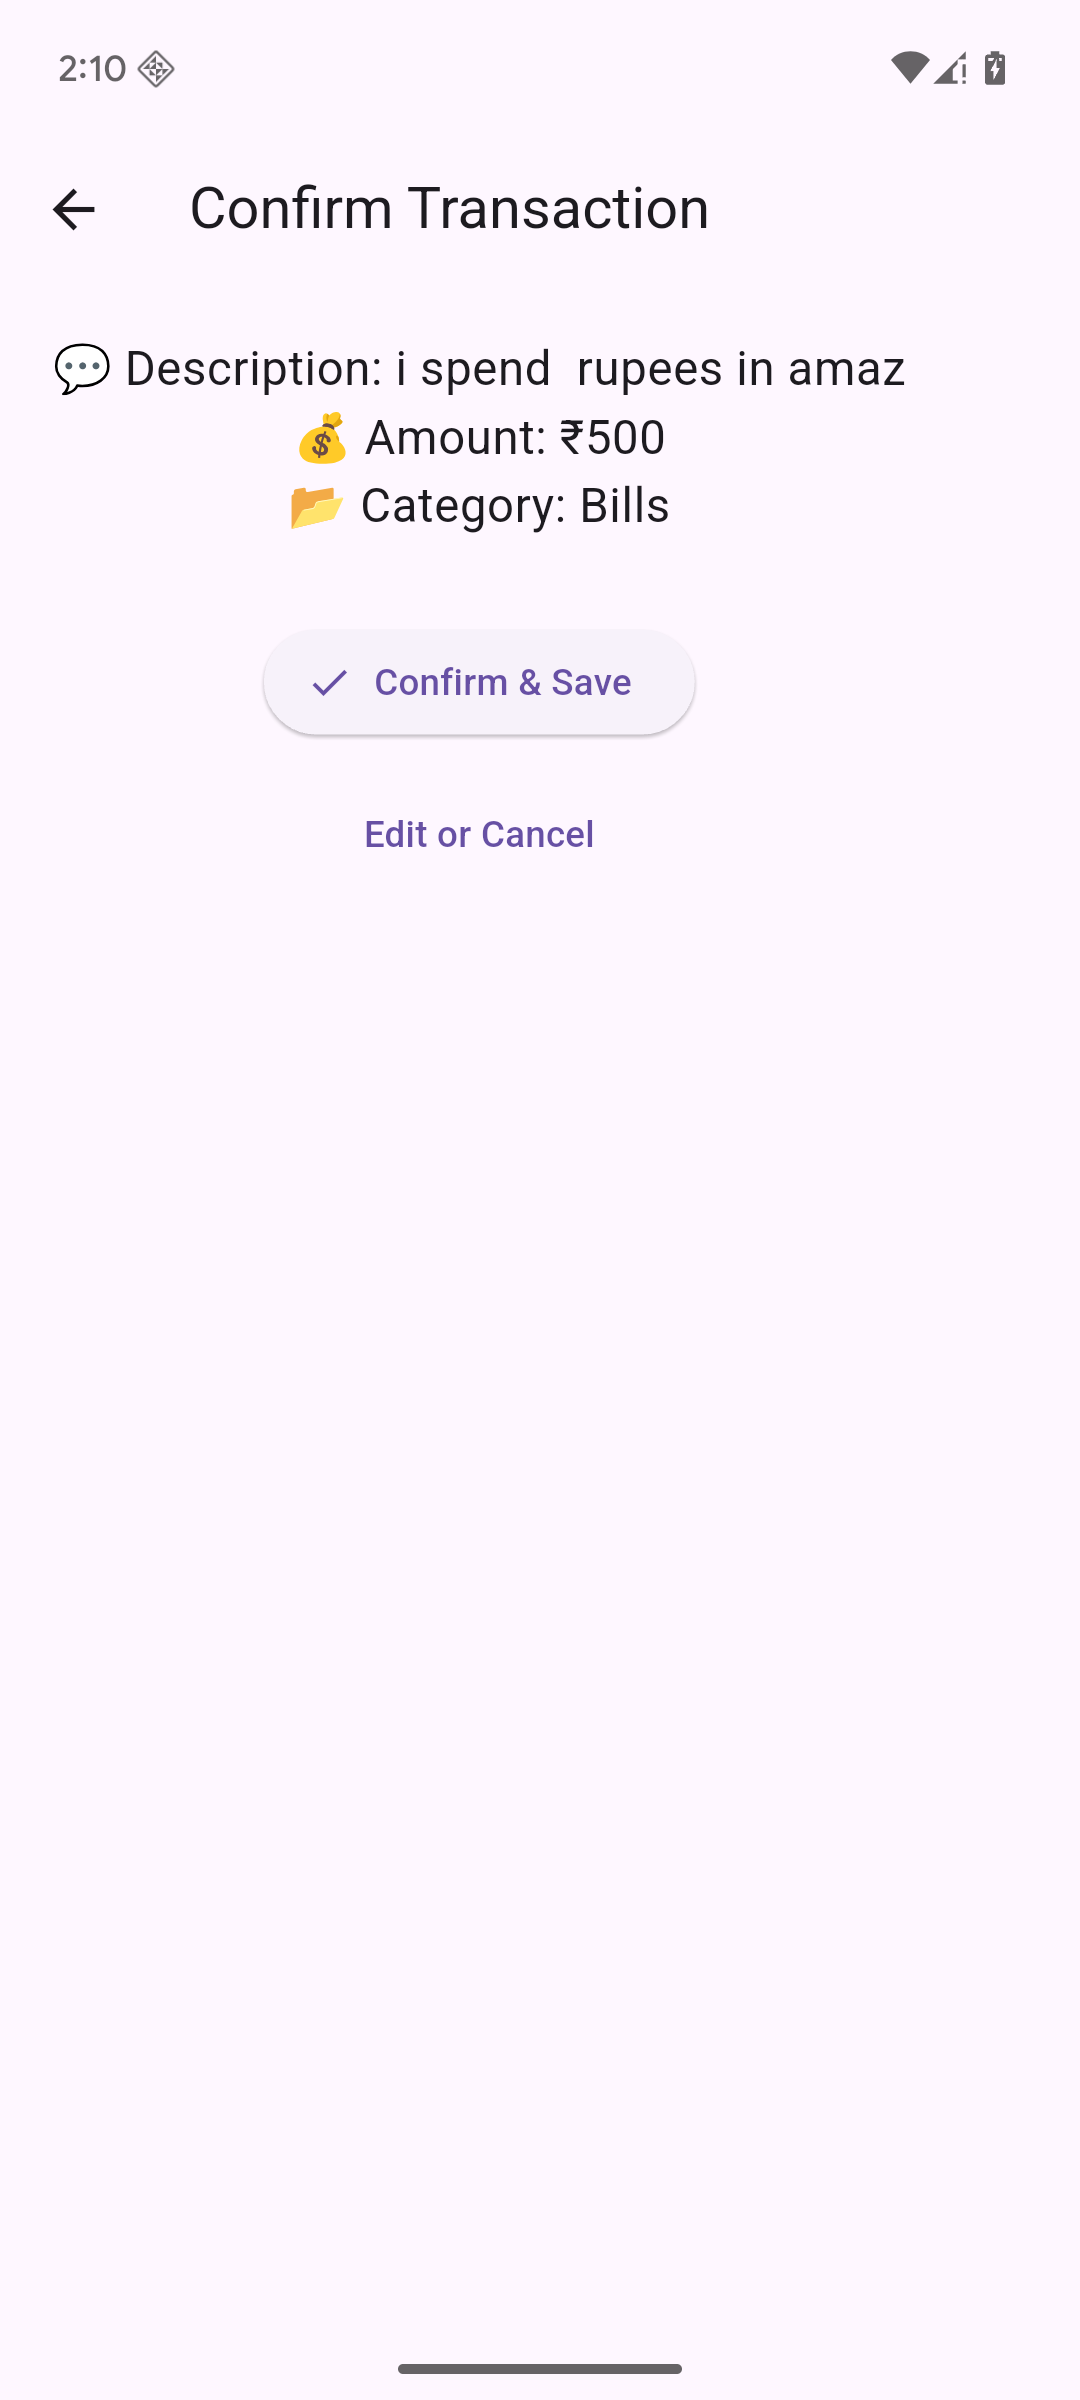 2:10
Confirm Transaction
💬 Description: i spend  rupees in amaz
💰 Amount: ₹500
📂 Category: Bills
Confirm & Save
Edit or Cancel